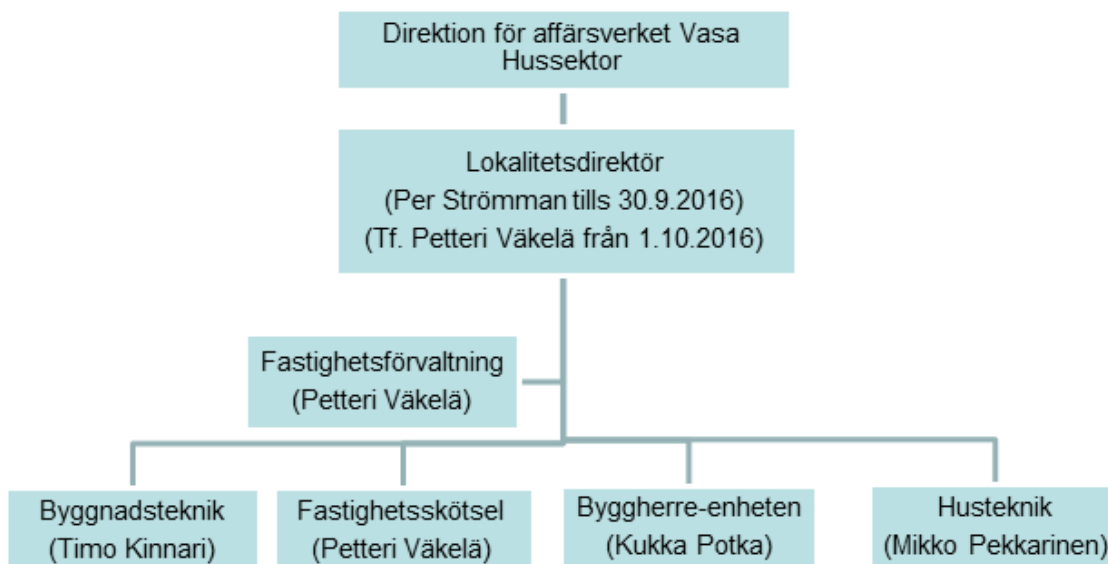 Direktion för affärsverket Vasa
Hussektor
Lokalitetsdirektör
(Per Strömman tills 30.9.2016)
(Tf. Petteri Väkelä från 1.10.2016)
Fastighetsförvaltning
(Petteri Väkelä)
Byggnadsteknik
(Timo Kinnari)
Fastighetsskötsel
(Petteri Väkelä)
Byggherre-enheten
(Kukka Potka)
Husteknik
(Mikko Pekkarinen)